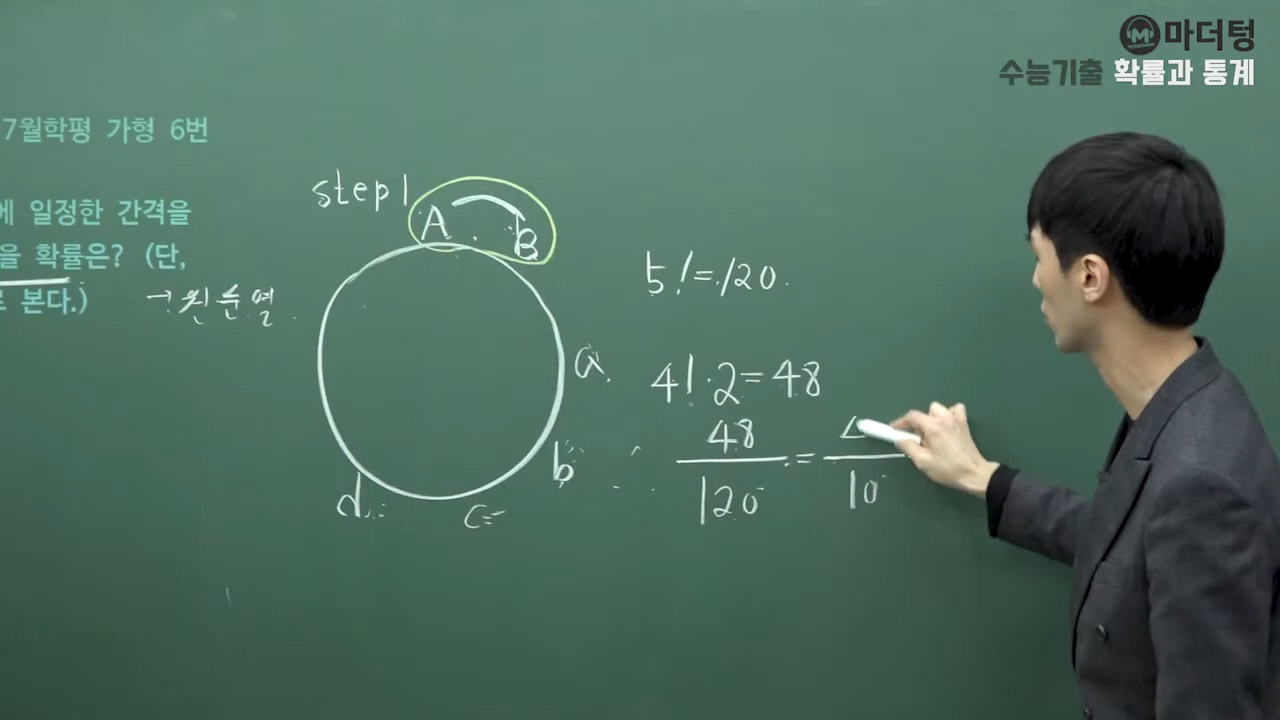 마더텅
수능기출 확률과 통계
7월학평 가형 6번
에 일정한 간격을
을 확률은? (단,
로 본다.)
→ 원순열
step1
A
B
a
b
c
d
5! = 120
4! · 2 = 48
∴ 48/120 = 4/10